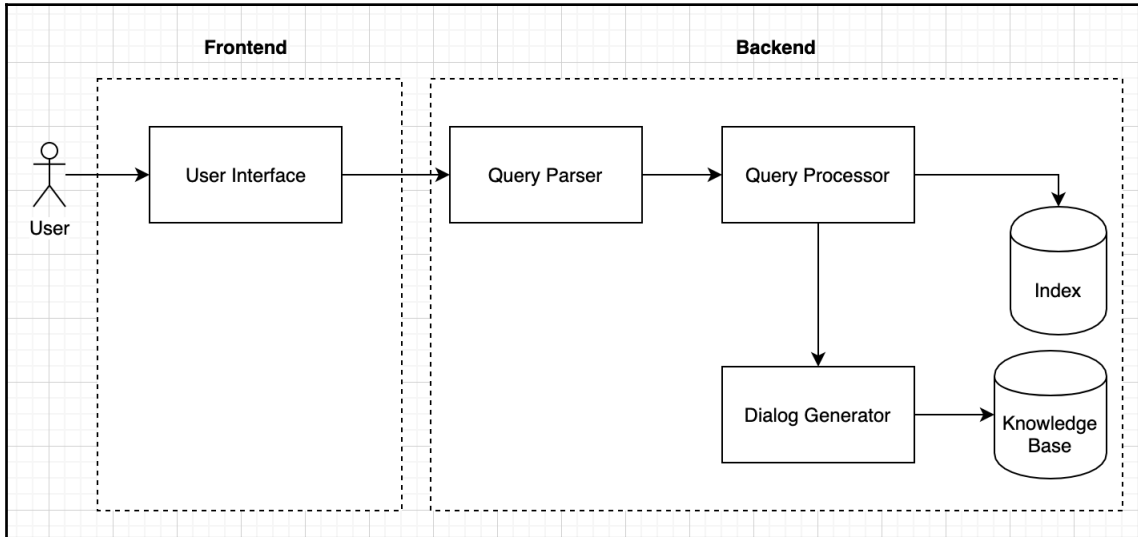 Frontend
Backend
User Interface
Query Parser
Query Processor
User
Index
Dialog Generator
Knowledge
Base